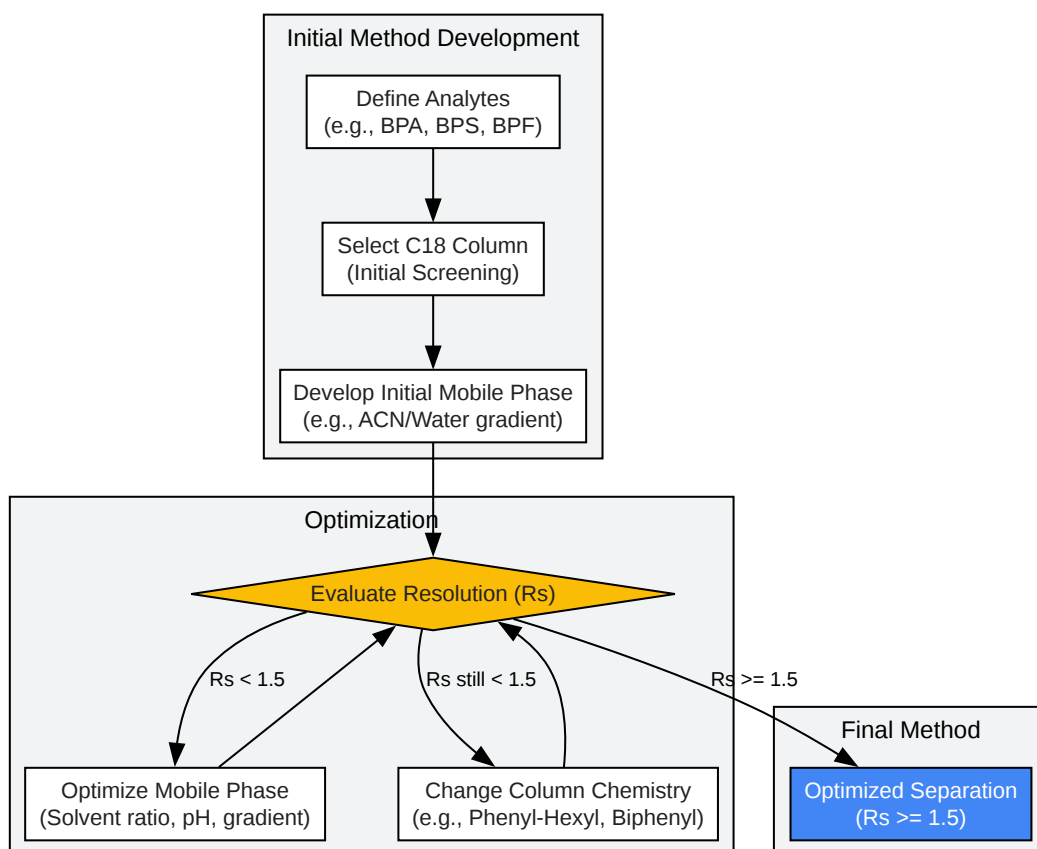 Initial Method Development
Define Analytes
(e.g., BPA, BPS, BPF)
Select C18 Column
(Initial Screening)
Develop Initial Mobile Phase
(e.g., ACN/Water gradient)
Optimization
Evaluate Resolution (Rs)
Rs < 1.5
Rs still < 1.5
Rs >= 1.5
Optimize Mobile Phase
(Solvent ratio, pH, gradient)
Change Column Chemistry
(e.g., Phenyl-Hexyl, Biphenyl)
Final Method
Optimized Separation
(Rs >= 1.5)